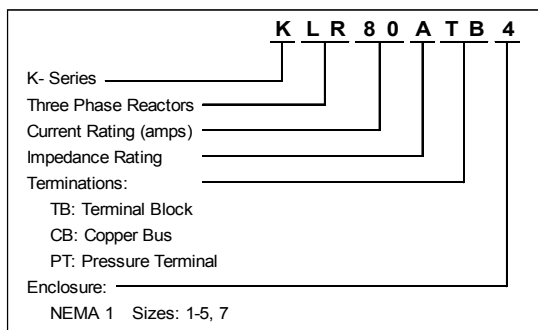 K L R 8 0 A T B 4
K- Series
Three Phase Reactors
Current Rating (amps)
Impedance Rating
Terminations:
TB: Terminal Block
CB: Copper Bus
PT: Pressure Terminal
Enclosure:
NEMA 1 Sizes: 1-5, 7